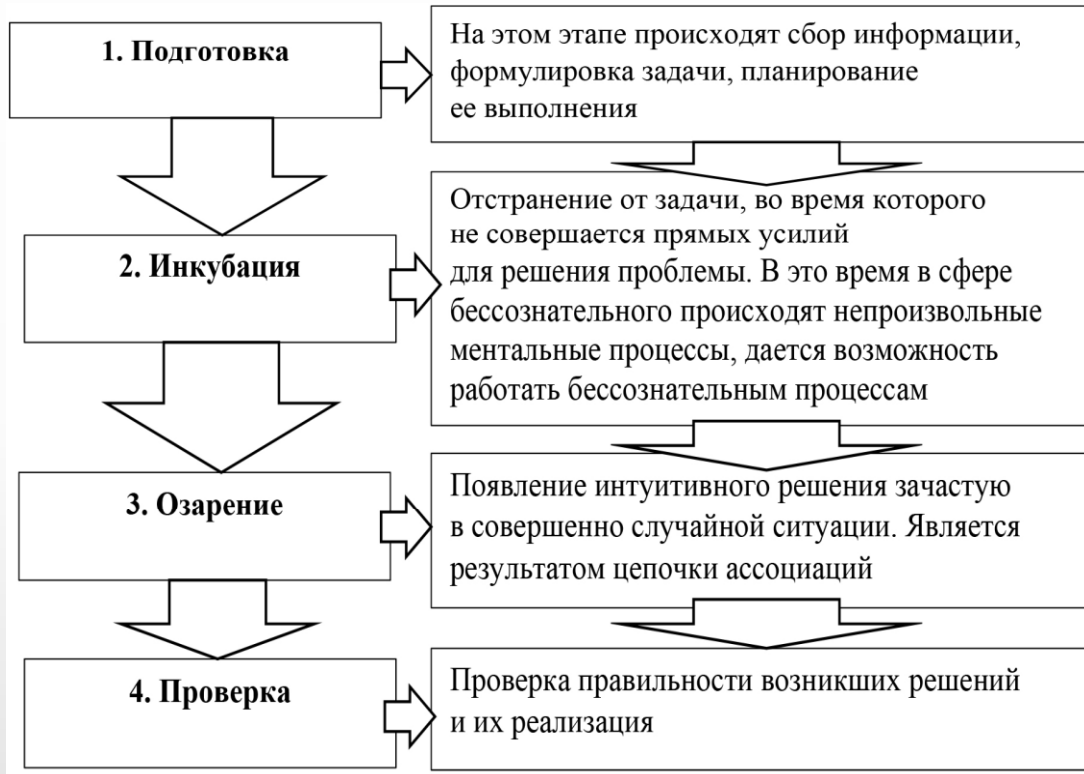 1. Подготовка
На этом этапе происходят сбор информации,
формулировка задачи, планирование
ее выполнения
2. Инкубация
Отстранение от задачи, во время которого
не совершается прямых усилий
для решения проблемы. В это время в сфере
бессознательного происходят непроизвольные
ментальные процессы, дается возможность
работать бессознательным процессам
3. Озарение
Появление интуитивного решения зачастую
в совершенно случайной ситуации. Является
результатом цепочки ассоциаций
4. Проверка
Проверка правильности возникших решений
и их реализация